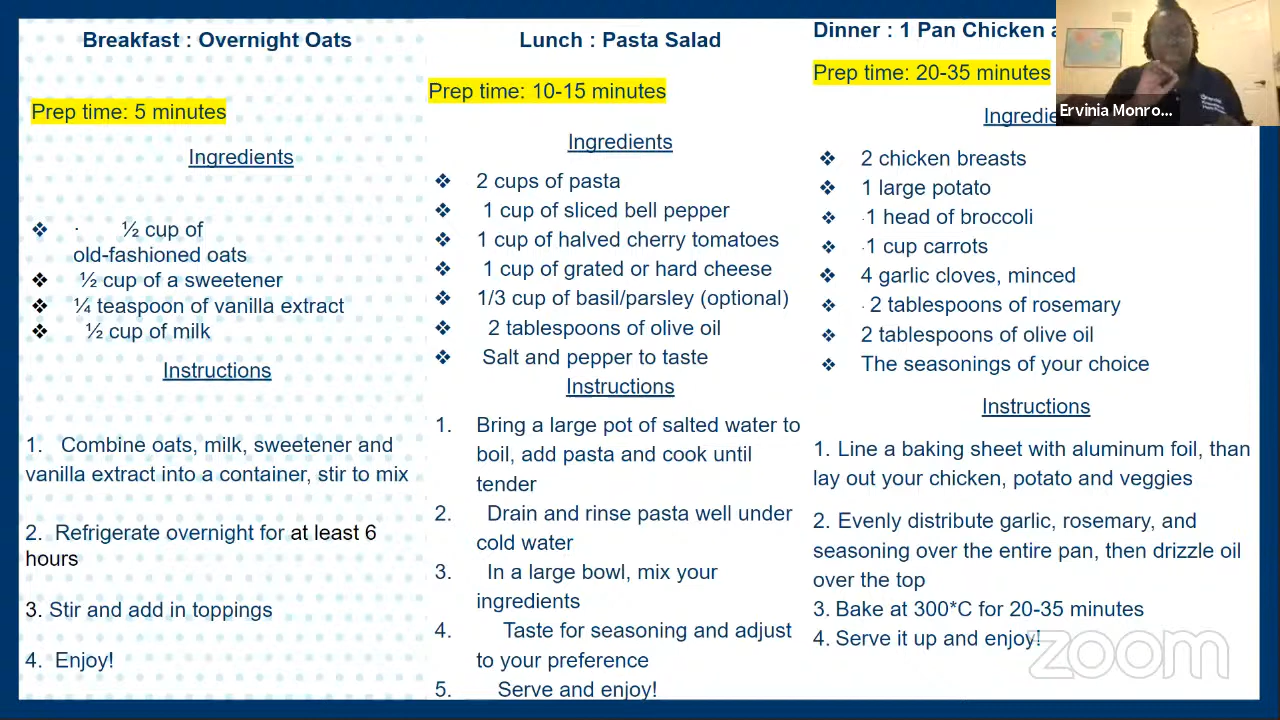 Breakfast : Overnight Oats
Prep time: 5 minutes
Ingredients
❖ · ½ cup of
old-fashioned oats
❖ ½ cup of a sweetener
❖ ¼ teaspoon of vanilla extract
❖ ½ cup of milk
Instructions
1. Combine oats, milk, sweetener and
vanilla extract into a container, stir to mix
2. Refrigerate overnight for at least 6
hours
3. Stir and add in toppings
4. Enjoy!
Lunch : Pasta Salad
Prep time: 10-15 minutes
Ingredients
❖ 2 cups of pasta
❖ 1 cup of sliced bell pepper
❖ 1 cup of halved cherry tomatoes
❖ 1 cup of grated or hard cheese
❖ 1/3 cup of basil/parsley (optional)
❖ 2 tablespoons of olive oil
❖ Salt and pepper to taste
Instructions
1. Bring a large pot of salted water to
boil, add pasta and cook until
tender
2. Drain and rinse pasta well under
cold water
3. In a large bowl, mix your
ingredients
4. Taste for seasoning and adjust
to your preference
5. Serve and enjoy!
Dinner : 1 Pan Chicken
Prep time: 20-35 minutes
Ingredie
❖ 2 chicken breasts
❖ 1 large potato
❖ ·1 head of broccoli
❖ ·1 cup carrots
❖ 4 garlic cloves, minced
❖ · 2 tablespoons of rosemary
❖ 2 tablespoons of olive oil
❖ The seasonings of your choice
Instructions
1. Line a baking sheet with aluminum foil, than
lay out your chicken, potato and veggies
2. Evenly distribute garlic, rosemary, and
seasoning over the entire pan, then drizzle oil
over the top
3. Bake at 300*C for 20-35 minutes
4. Serve it up and enjoy!
Ervinia Monro...
zoom